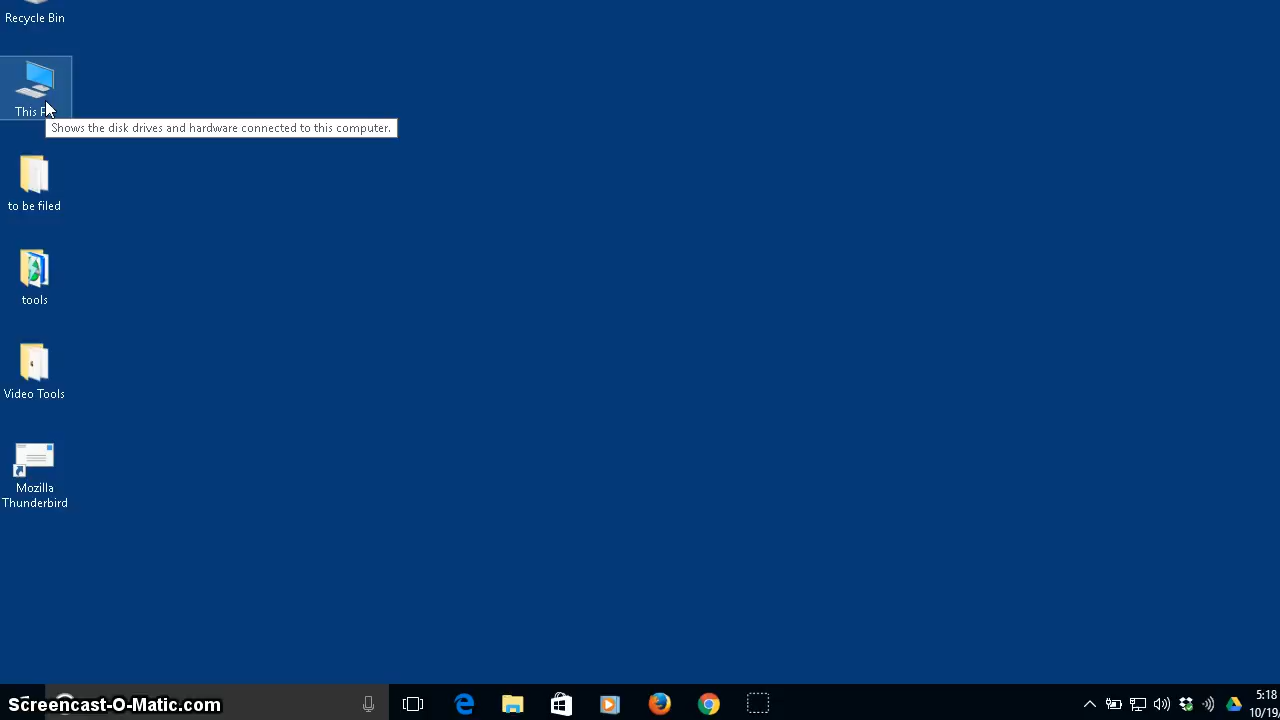 Recycle Bin
This P
Shows the disk drives and hardware connected to this computer.
to be filed
tools
Video Tools
Mozilla
Thunderbird
Screencast-O-Matic.com
5:18
10/19